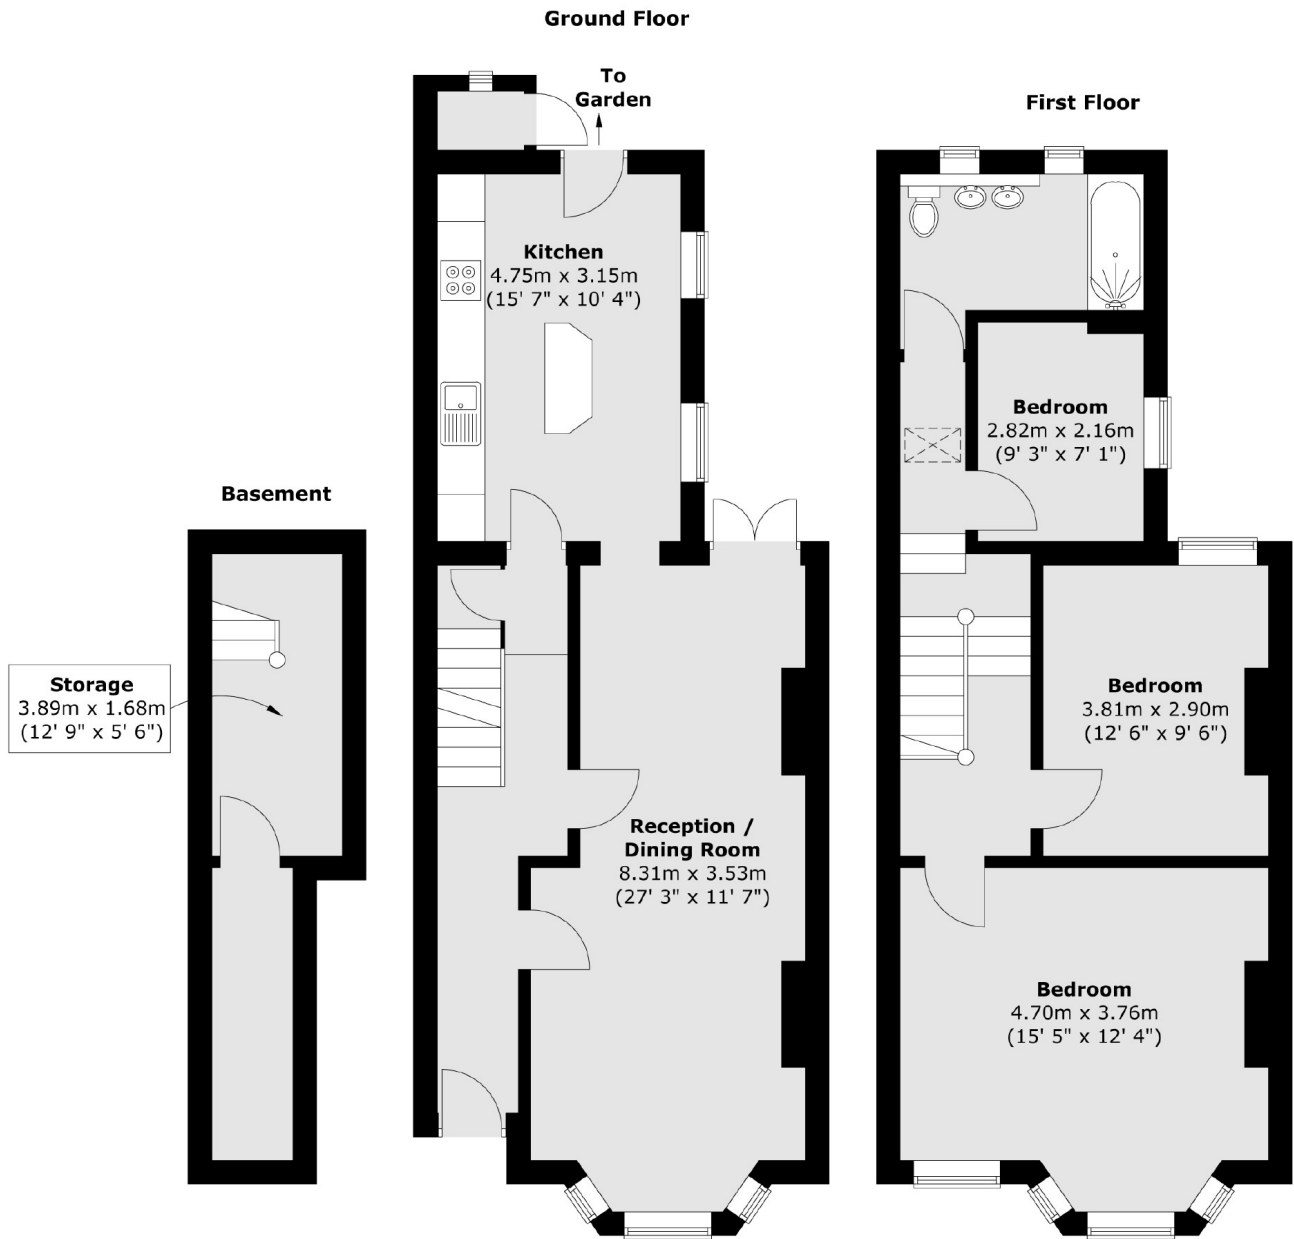 Ground Floor
To
Garden
Kitchen
4.75m x 3.15m
(15' 7" x 10' 4")
Reception /
Dining Room
8.31m x 3.53m
(27' 3" x 11' 7")
First Floor
Bedroom
2.82m x 2.16m
(9' 3" x 7' 1")
Bedroom
3.81m x 2.90m
(12' 6" x 9' 6")
Bedroom
4.70m x 3.76m
(15' 5" x 12' 4")
Basement
Storage
3.89m x 1.68m
(12' 9" x 5' 6")